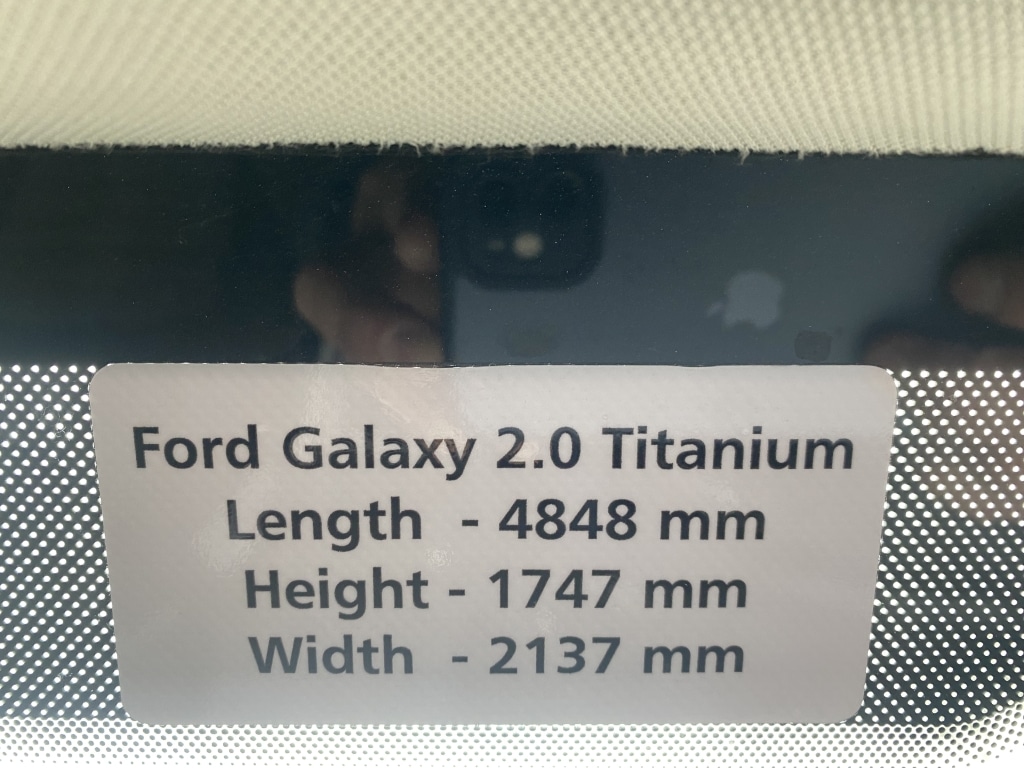 Ford Galaxy 2.0 Titanium
Length - 4848 mm
Height - 1747 mm
Width - 2137 mm